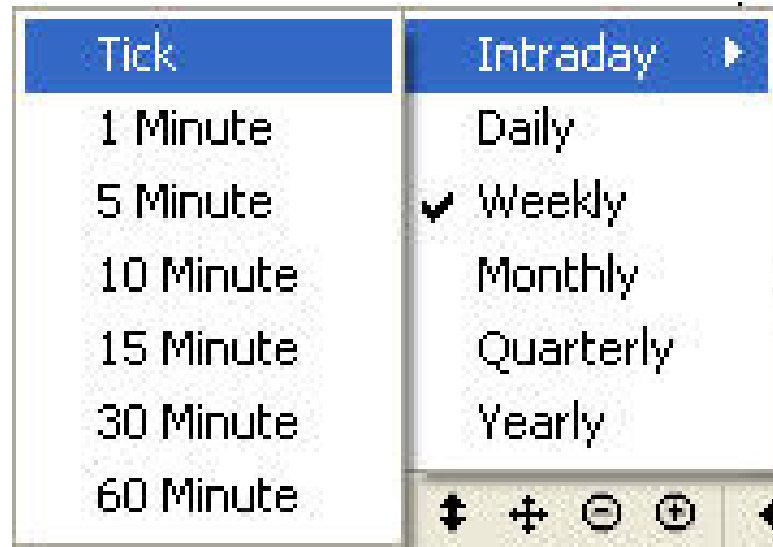 Tick
1 Minute
5 Minute
10 Minute
15 Minute
30 Minute
60 Minute
Intraday
Daily
Weekly
Monthly
Quarterly
Yearly